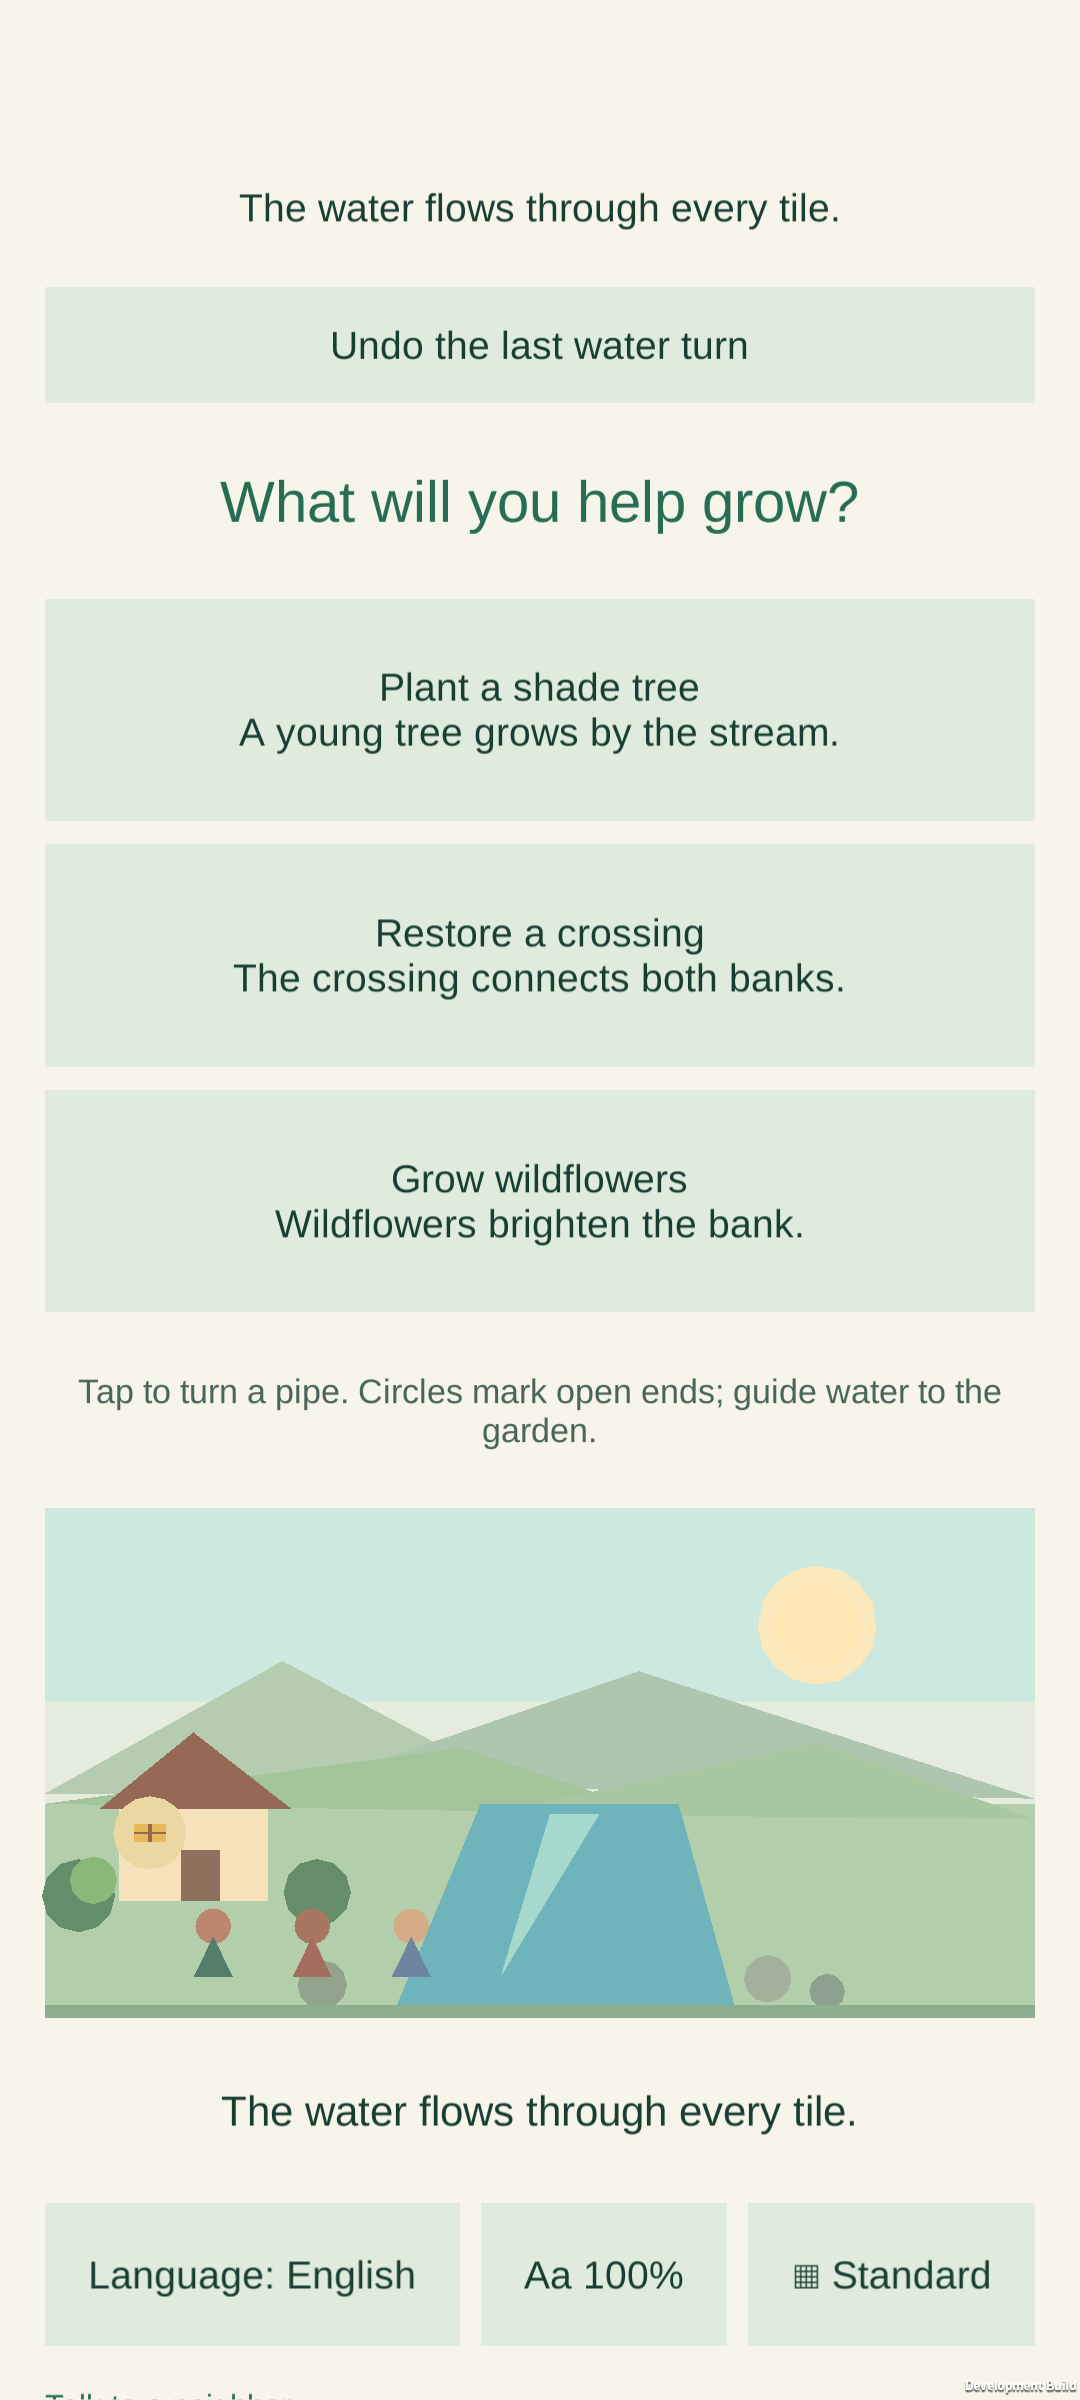 The water flows through every tile.
Undo the last water turn
What will you help grow?
Plant a shade tree
A young tree grows by the stream.
Restore a crossing
The crossing connects both banks.
Grow wildflowers
Wildflowers brighten the bank.
Tap to turn a pipe. Circles mark open ends; guide water to the
garden.
The water flows through every tile.
Language: English
Aa 100%
▦ Standard
Development Build